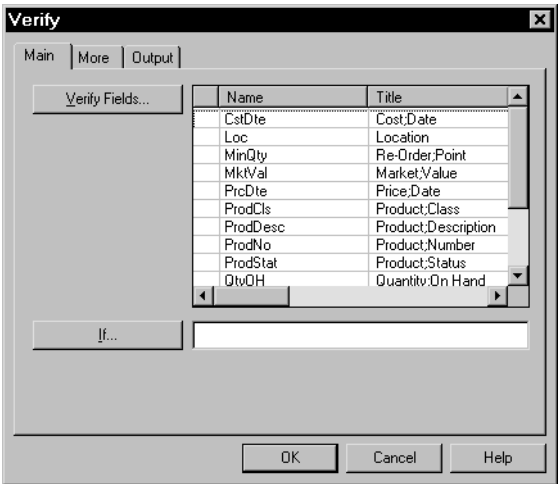 Verify
Main More Output
Verify Fields...
Name Title
CstDte Cost;Date
Loc Location
MinQty Re-Order;Point
MktVal Market;Value
PrcDte Price;Date
ProdCls Product;Class
ProdDesc Product;Description
ProdNo Product;Number
ProdStat Product;Status
QtyOH Quantity;On Hand
If...
OK Cancel Help